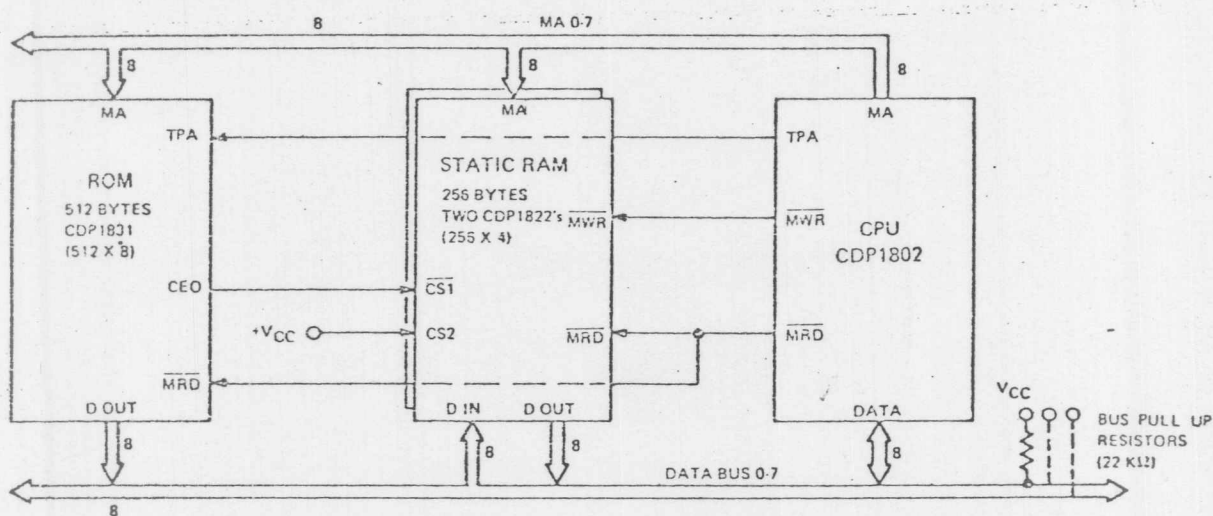 8
MA 0-7
8
8
8
MA
TPA
ROM
512 BYTES
CDP1831
(512 X 8)
CEO
MRD
D OUT
8
MA
STATIC RAM
256 BYTES
TWO CDP1822's
(256 X 4)
MWR
CS1
+VCC
CS2
MRD
D IN
D OUT
8
8
MA
TPA
MWR
CPU
CDP1802
MRD
DATA
8
VCC
BUS PULL UP
RESISTORS
(22 KΩ)
DATA BUS 0-7
8